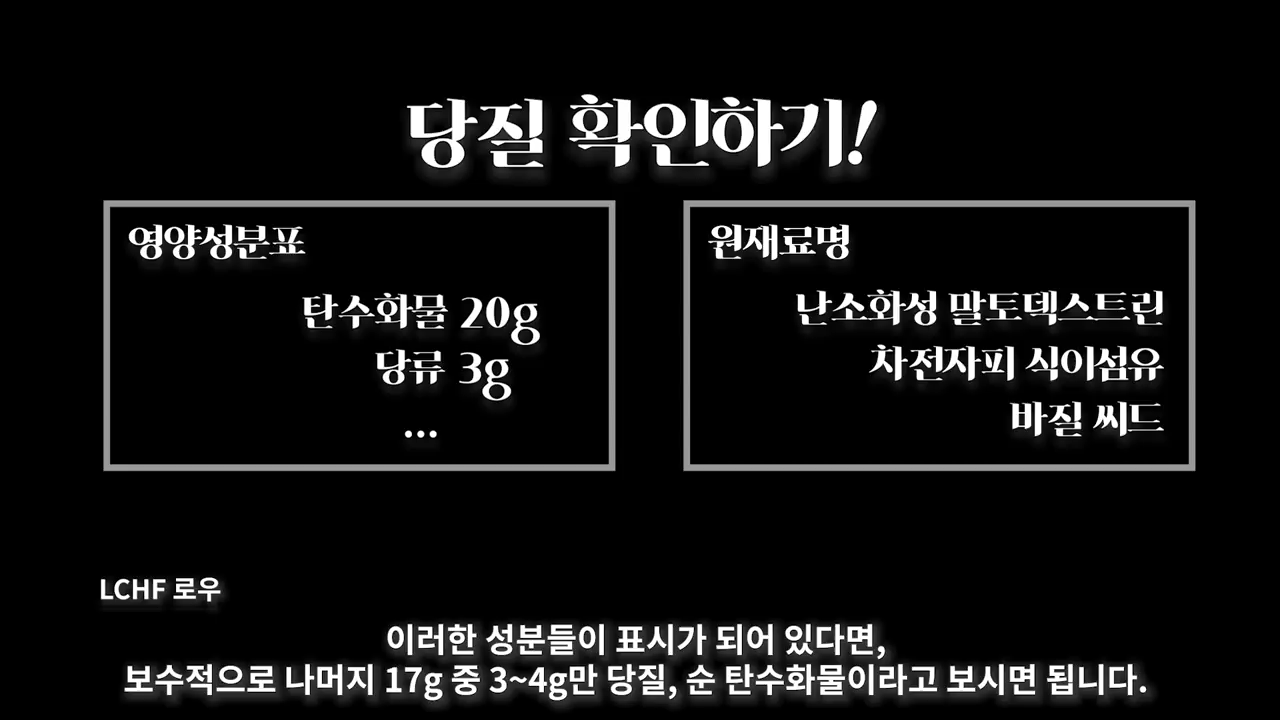 당질 확인하기!
영양성분표
탄수화물 20g
당류 3g
...
원재료명
난소화성 말토덱스트린
차전자피 식이섬유
바질 씨드
LCHF 로우
이러한 성분들이 표시가 되어 있다면,
보수적으로 나머지 17g 중 3~4g만 당질, 순 탄수화물이라고 보시면 됩니다.